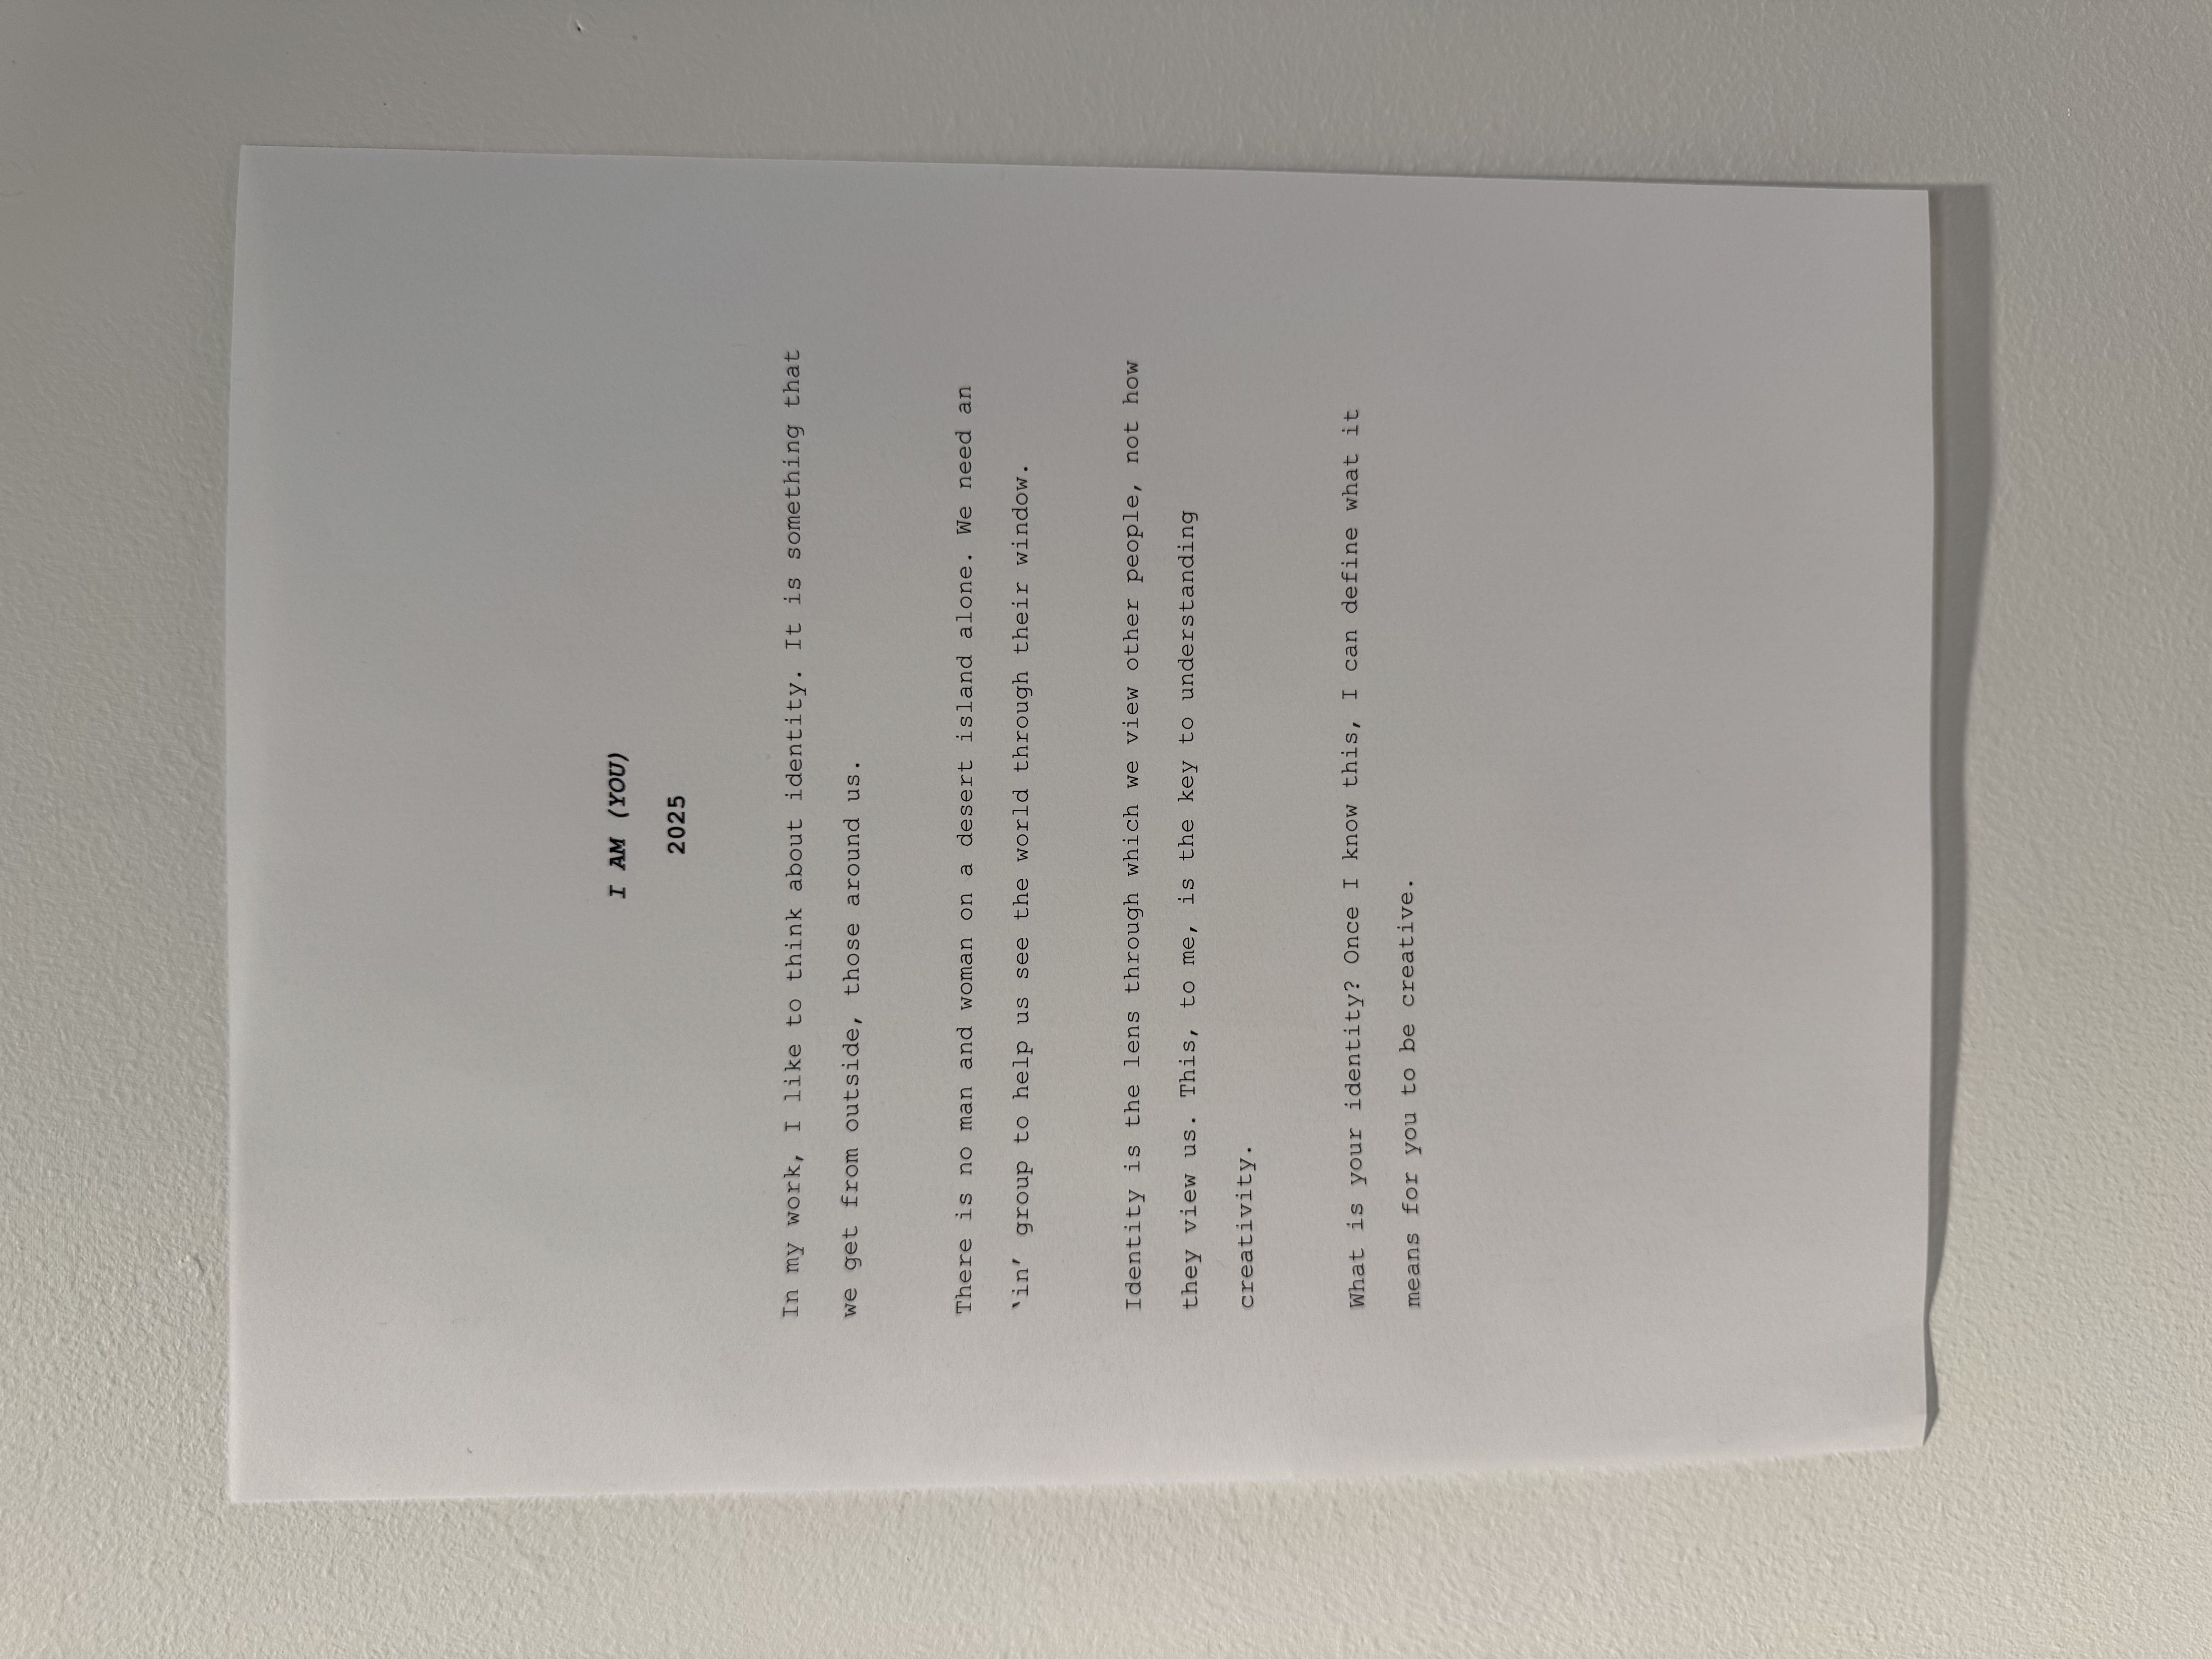 I AM (YOU)
2025
In my work, I like to think about identity. It is something that
we get from outside, those around us.
There is no man and woman on a desert island alone. We need an
‘in’ group to help us see the world through their window.
Identity is the lens through which we view other people, not how
they view us. This, to me, is the key to understanding
creativity.
What is your identity? Once I know this, I can define what it
means for you to be creative.